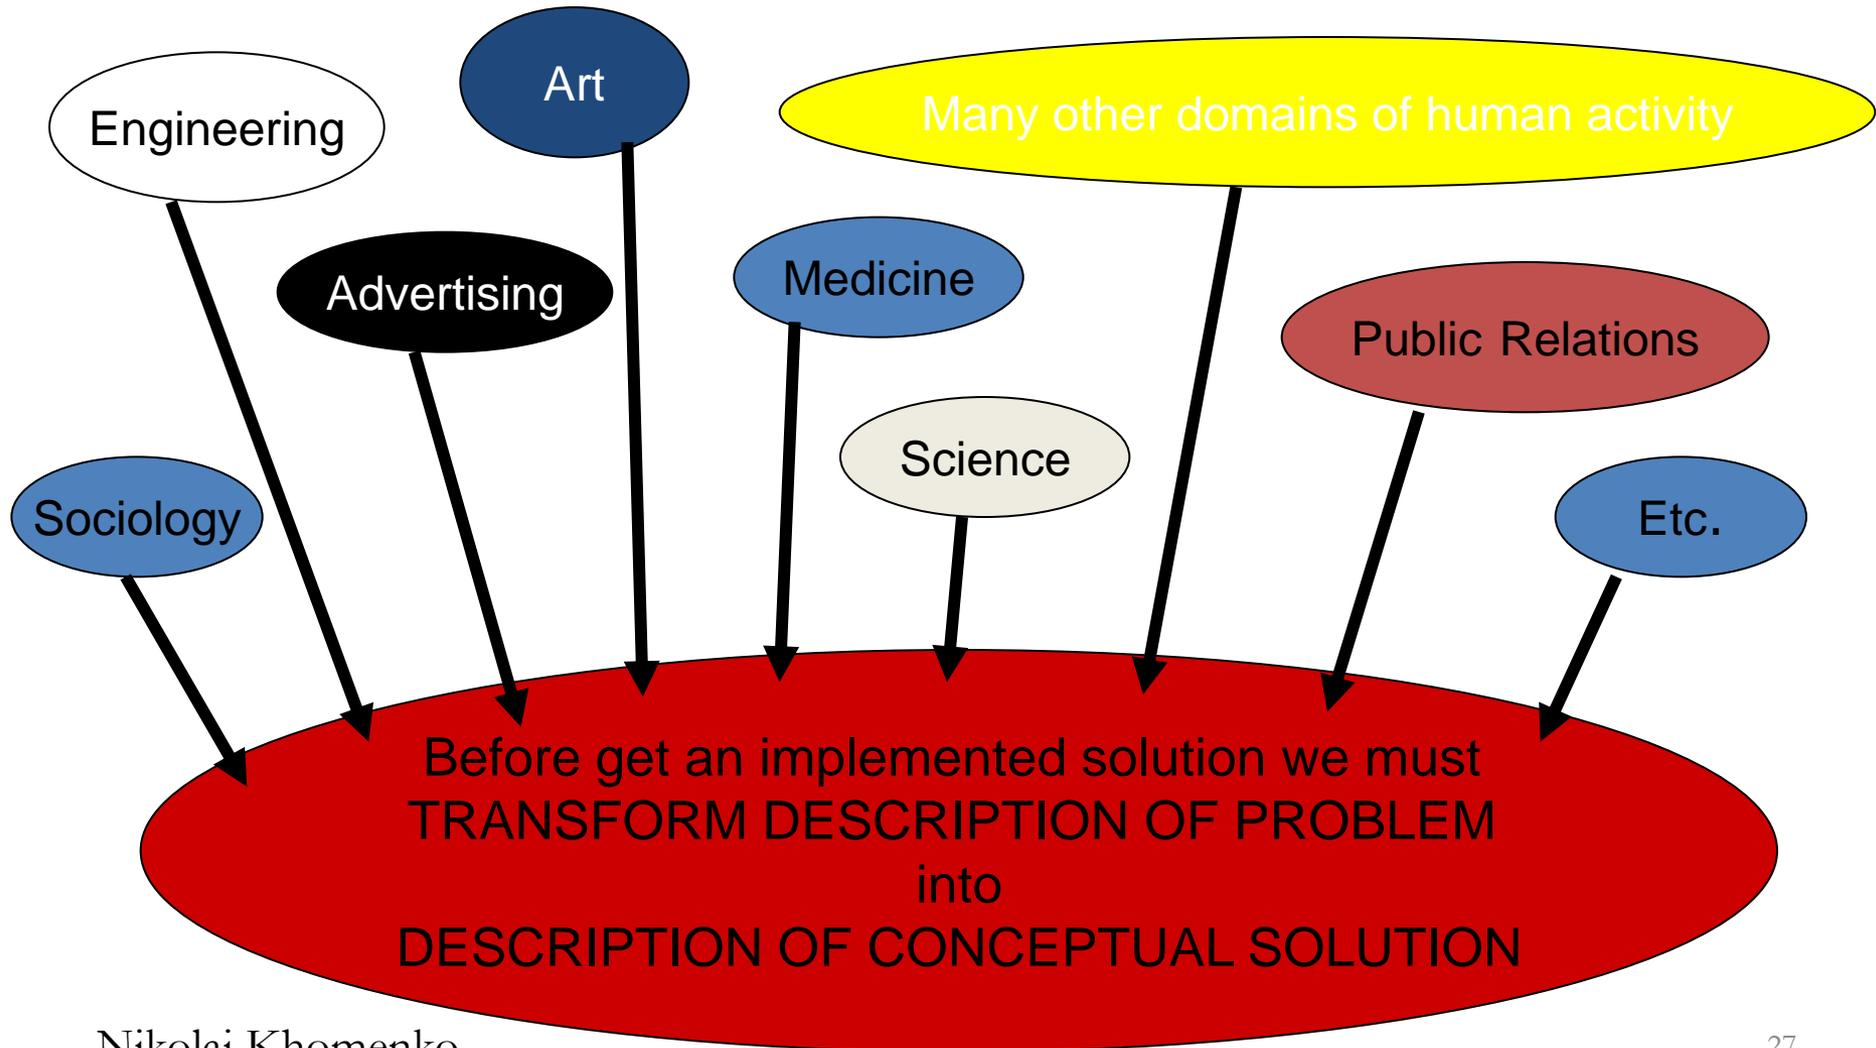 Art
Engineering
Many other domains of human activity
Advertising
Medicine
Public Relations
Science
Sociology
Etc.
Before get an implemented solution we must
TRANSFORM DESCRIPTION OF PROBLEM
into
DESCRIPTION OF CONCEPTUAL SOLUTION
Nikolai Khomenko
27